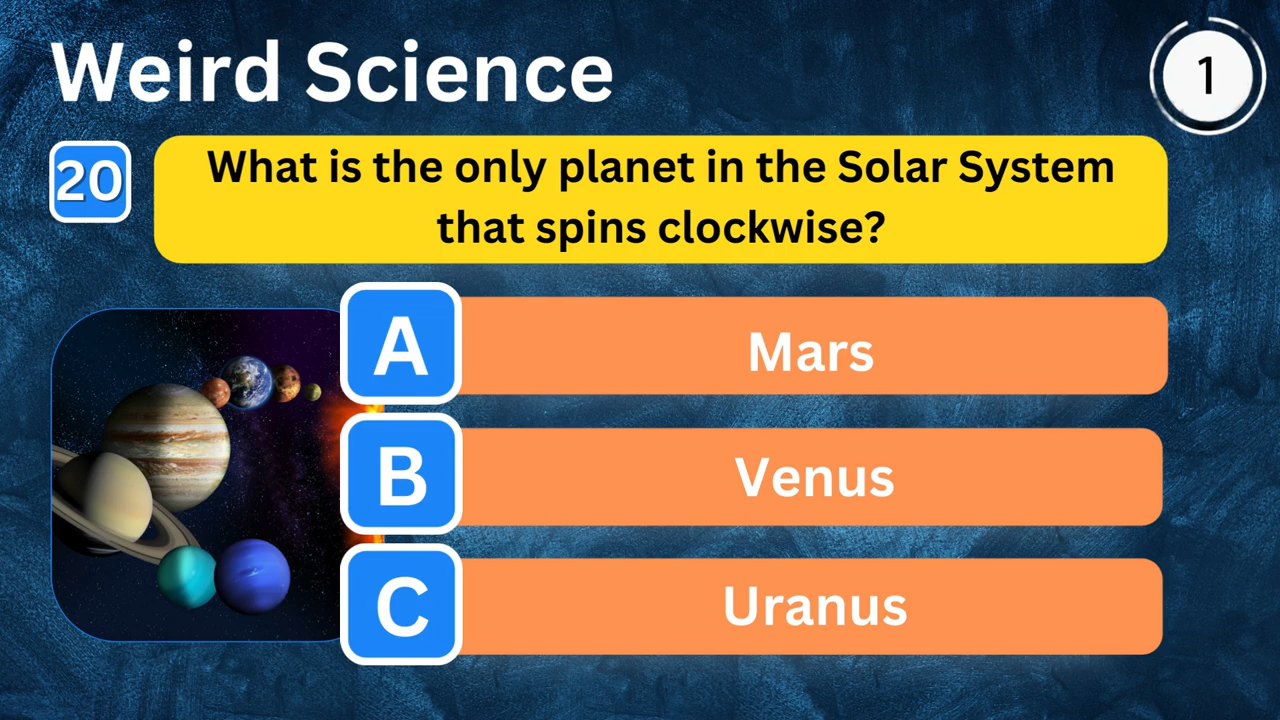 Weird Science
1
20
What is the only planet in the Solar System
that spins clockwise?
A
Mars
B
Venus
C
Uranus